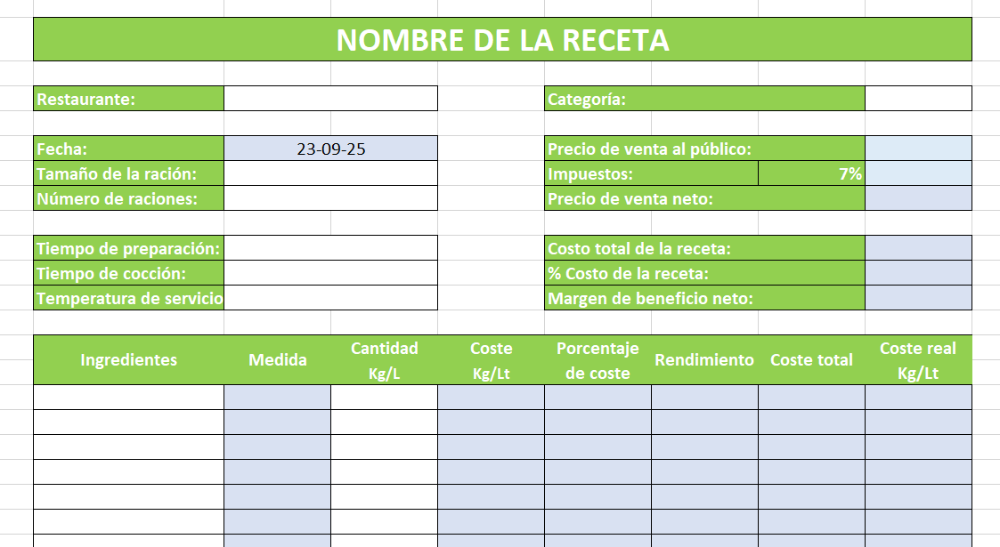 NOMBRE DE LA RECETA
Restaurante:
Categoría:
Fecha: 23-09-25
Precio de venta al público:
Tamaño de la ración:
Impuestos: 7%
Número de raciones:
Precio de venta neto:
Tiempo de preparación:
Costo total de la receta:
Tiempo de cocción:
% Costo de la receta:
Temperatura de servicio
Margen de beneficio neto:
Ingredientes
Medida
Cantidad
Kg/L
Coste
Kg/Lt
Porcentaje
de coste
Rendimiento
Coste total
Coste real
Kg/Lt